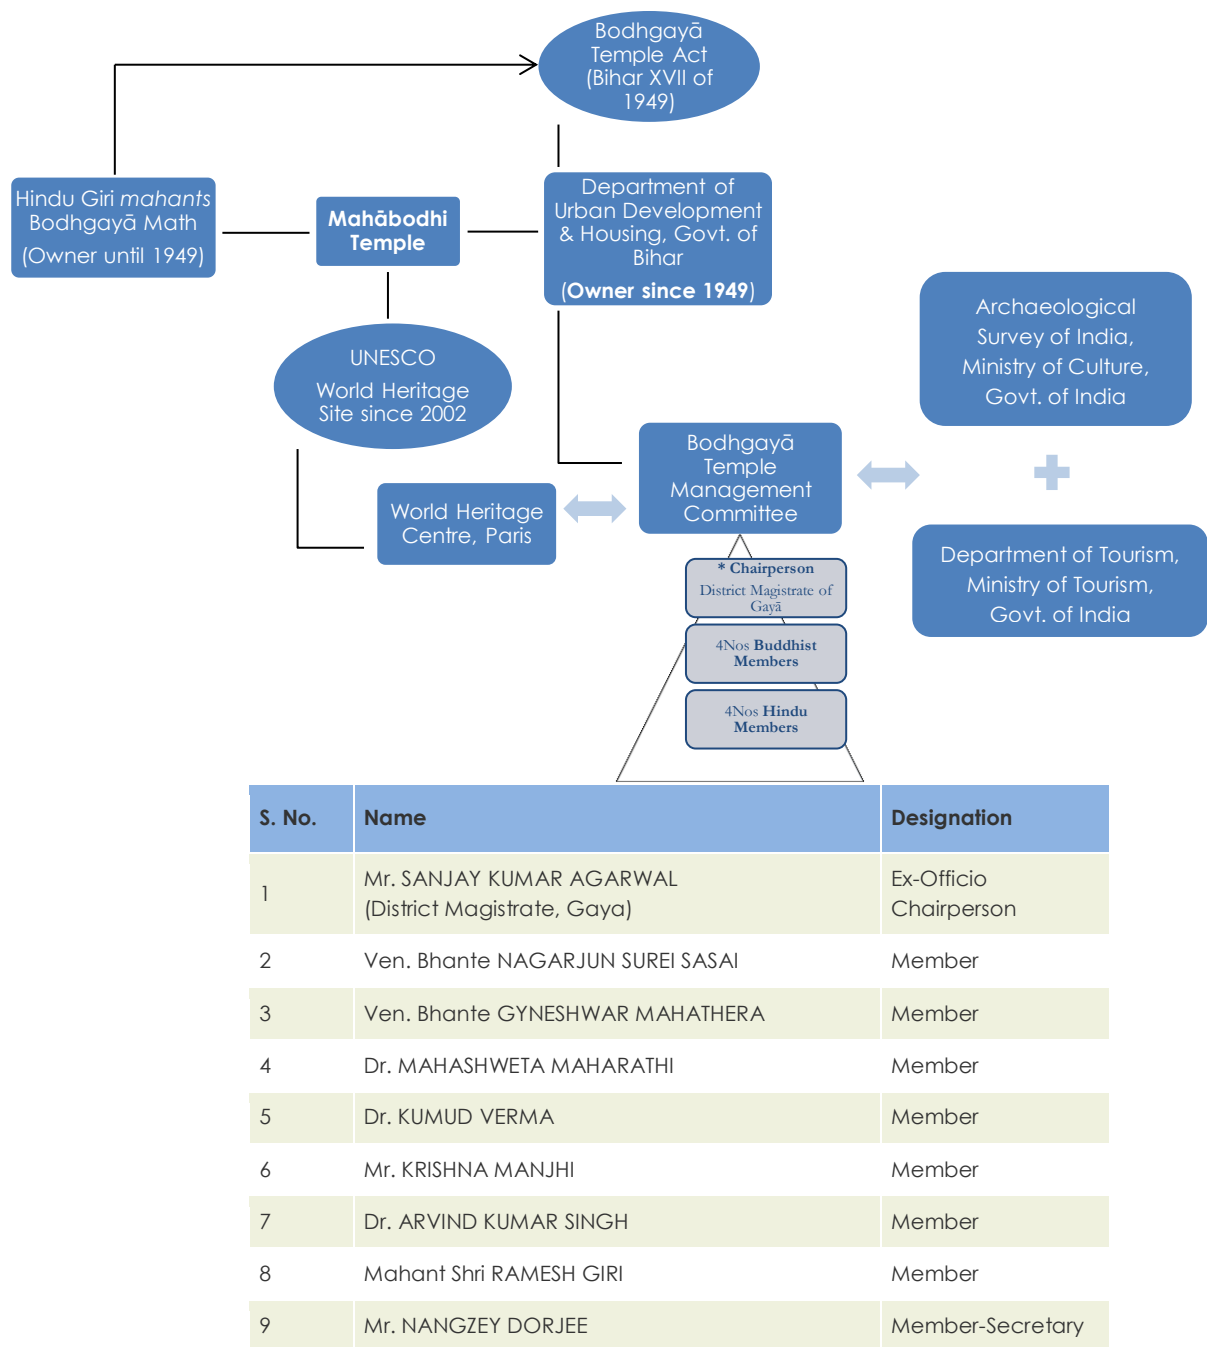 Bodhgayā
Temple Act
(Bihar XVII of
1949)
Hindu Giri mahants
Bodhgayā Math
(Owner until 1949)
Mahābodhi
Temple
Department of
Urban Development
& Housing, Govt. of
Bihar
(Owner since 1949)
Archaeological
Survey of India,
Ministry of Culture,
Govt. of India
UNESCO
World Heritage
Site since 2002
Bodhgayā
Temple
Management
Committee
World Heritage
Centre, Paris
Department of Tourism,
Ministry of Tourism,
Govt. of India
* Chairperson
District Magistrate of
Gayā
4Nos Buddhist
Members
4Nos Hindu
Members
S. No. Name Designation
1 Mr. SANJAY KUMAR AGARWAL Ex-Officio
(District Magistrate, Gaya) Chairperson
2 Ven. Bhante NAGARJUN SUREI SASAI Member
3 Ven. Bhante GYNESHWAR MAHATHERA Member
4 Dr. MAHASHWETA MAHARATHI Member
5 Dr. KUMUD VERMA Member
6 Mr. KRISHNA MANJHI Member
7 Dr. ARVIND KUMAR SINGH Member
8 Mahant Shri RAMESH GIRI Member
9 Mr. NANGZEY DORJEE Member-Secretary